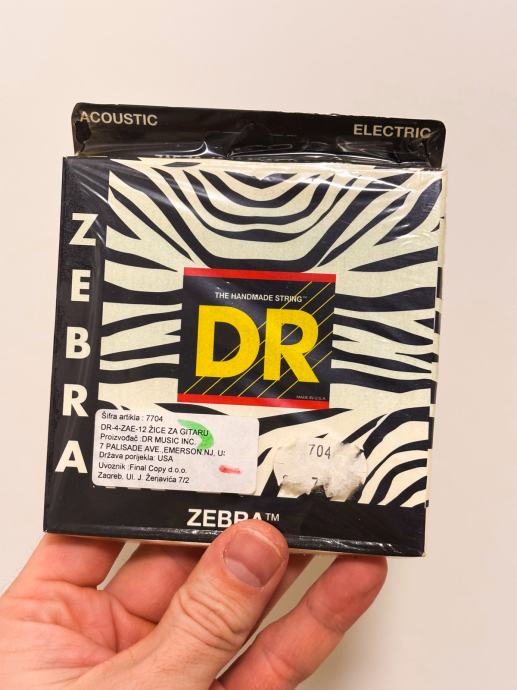 ACOUSTIC
ELECTRIC
ZEBRA
THE HANDMADE STRING™
DR
MADE IN U.S.A.
Šifra artikla : 7704
DR-4-ZAE-12 ŽICE ZA GITARU
Proizvođač :DR MUSIC INC.
7 PALISADE AVE.,EMERSON NJ, U:
Država porijekla: USA
Uvoznik :Final Copy d.o.o.
Zagreb, Ul. J. Ženavića 7/2
704
ZEBRA™